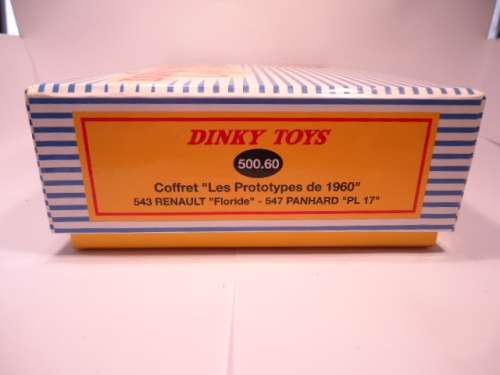 DINKY TOYS
500.60
Coffret "Les Prototypes de 1960"
543 RENAULT "Floride" - 547 PANHARD "PL 17"